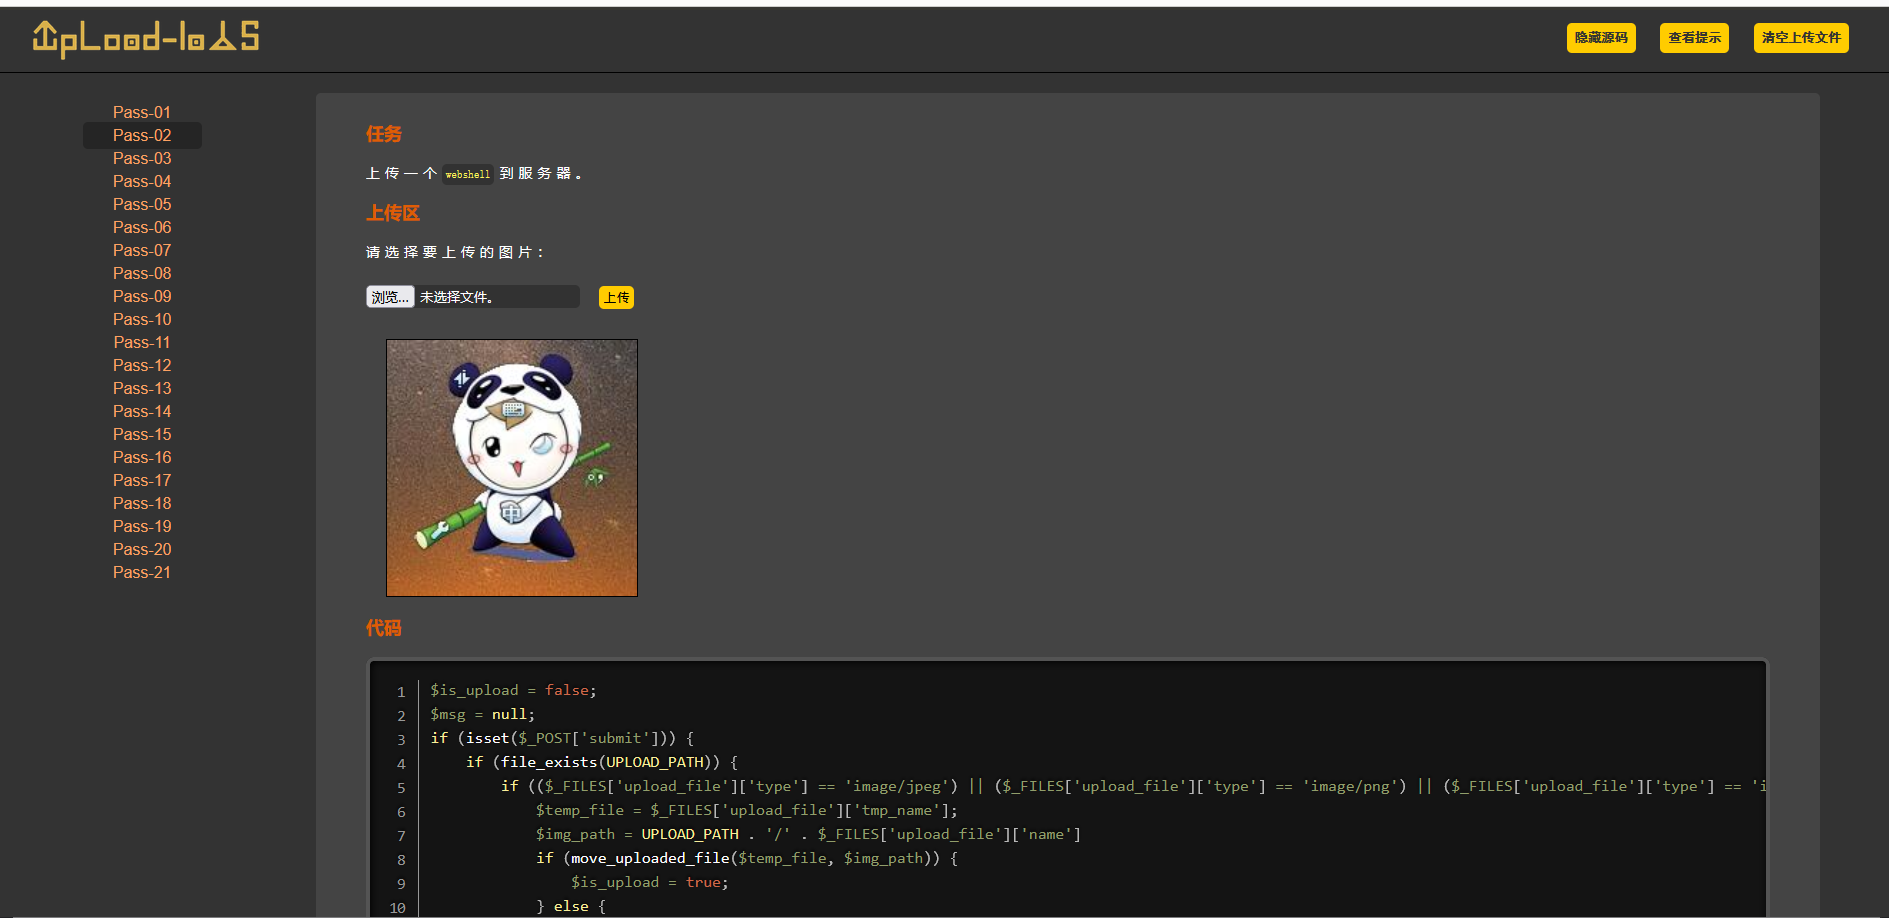 upLoad-labs
隐藏源码 查看提示 清空上传文件
Pass-01
Pass-02
Pass-03
Pass-04
Pass-05
Pass-06
Pass-07
Pass-08
Pass-09
Pass-10
Pass-11
Pass-12
Pass-13
Pass-14
Pass-15
Pass-16
Pass-17
Pass-18
Pass-19
Pass-20
Pass-21
任务
上传一个 webshell 到服务器。
上传区
请选择要上传的图片：
浏览... 未选择文件。 上传
代码
1 $is_upload = false;
2 $msg = null;
3 if (isset($_POST['submit'])) {
4 if (file_exists(UPLOAD_PATH)) {
5 if (($_FILES['upload_file']['type'] == 'image/jpeg') || ($_FILES['upload_file']['type'] == 'image/png') || ($_FILES['upload_file']['type'] == 'i
6 $temp_file = $_FILES['upload_file']['tmp_name'];
7 $img_path = UPLOAD_PATH . '/' . $_FILES['upload_file']['name']
8 if (move_uploaded_file($temp_file, $img_path)) {
9 $is_upload = true;
10 } else {